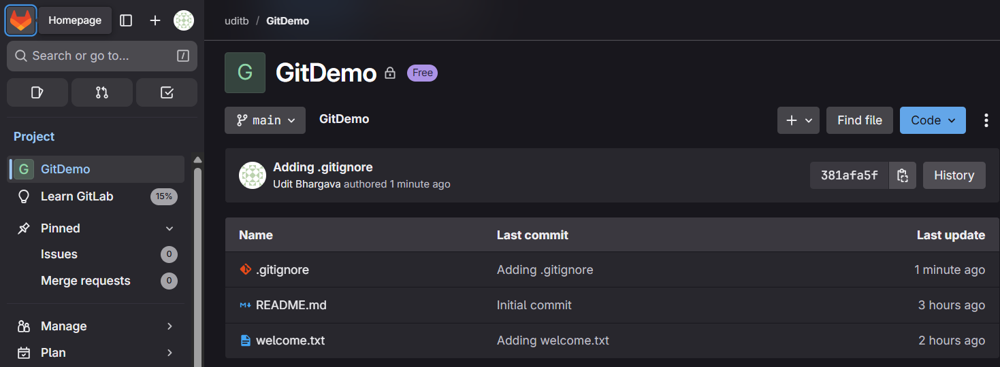 Homepage
uditb / GitDemo
Search or go to... /
G GitDemo Free
main GitDemo Find file Code
Project
G GitDemo
Learn GitLab 15%
Pinned
Issues 0
Merge requests 0
Manage
Plan
Adding .gitignore
Udit Bhargava authored 1 minute ago
381afa5f History
Name Last commit Last update
.gitignore Adding .gitignore 1 minute ago
README.md Initial commit 3 hours ago
welcome.txt Adding welcome.txt 2 hours ago